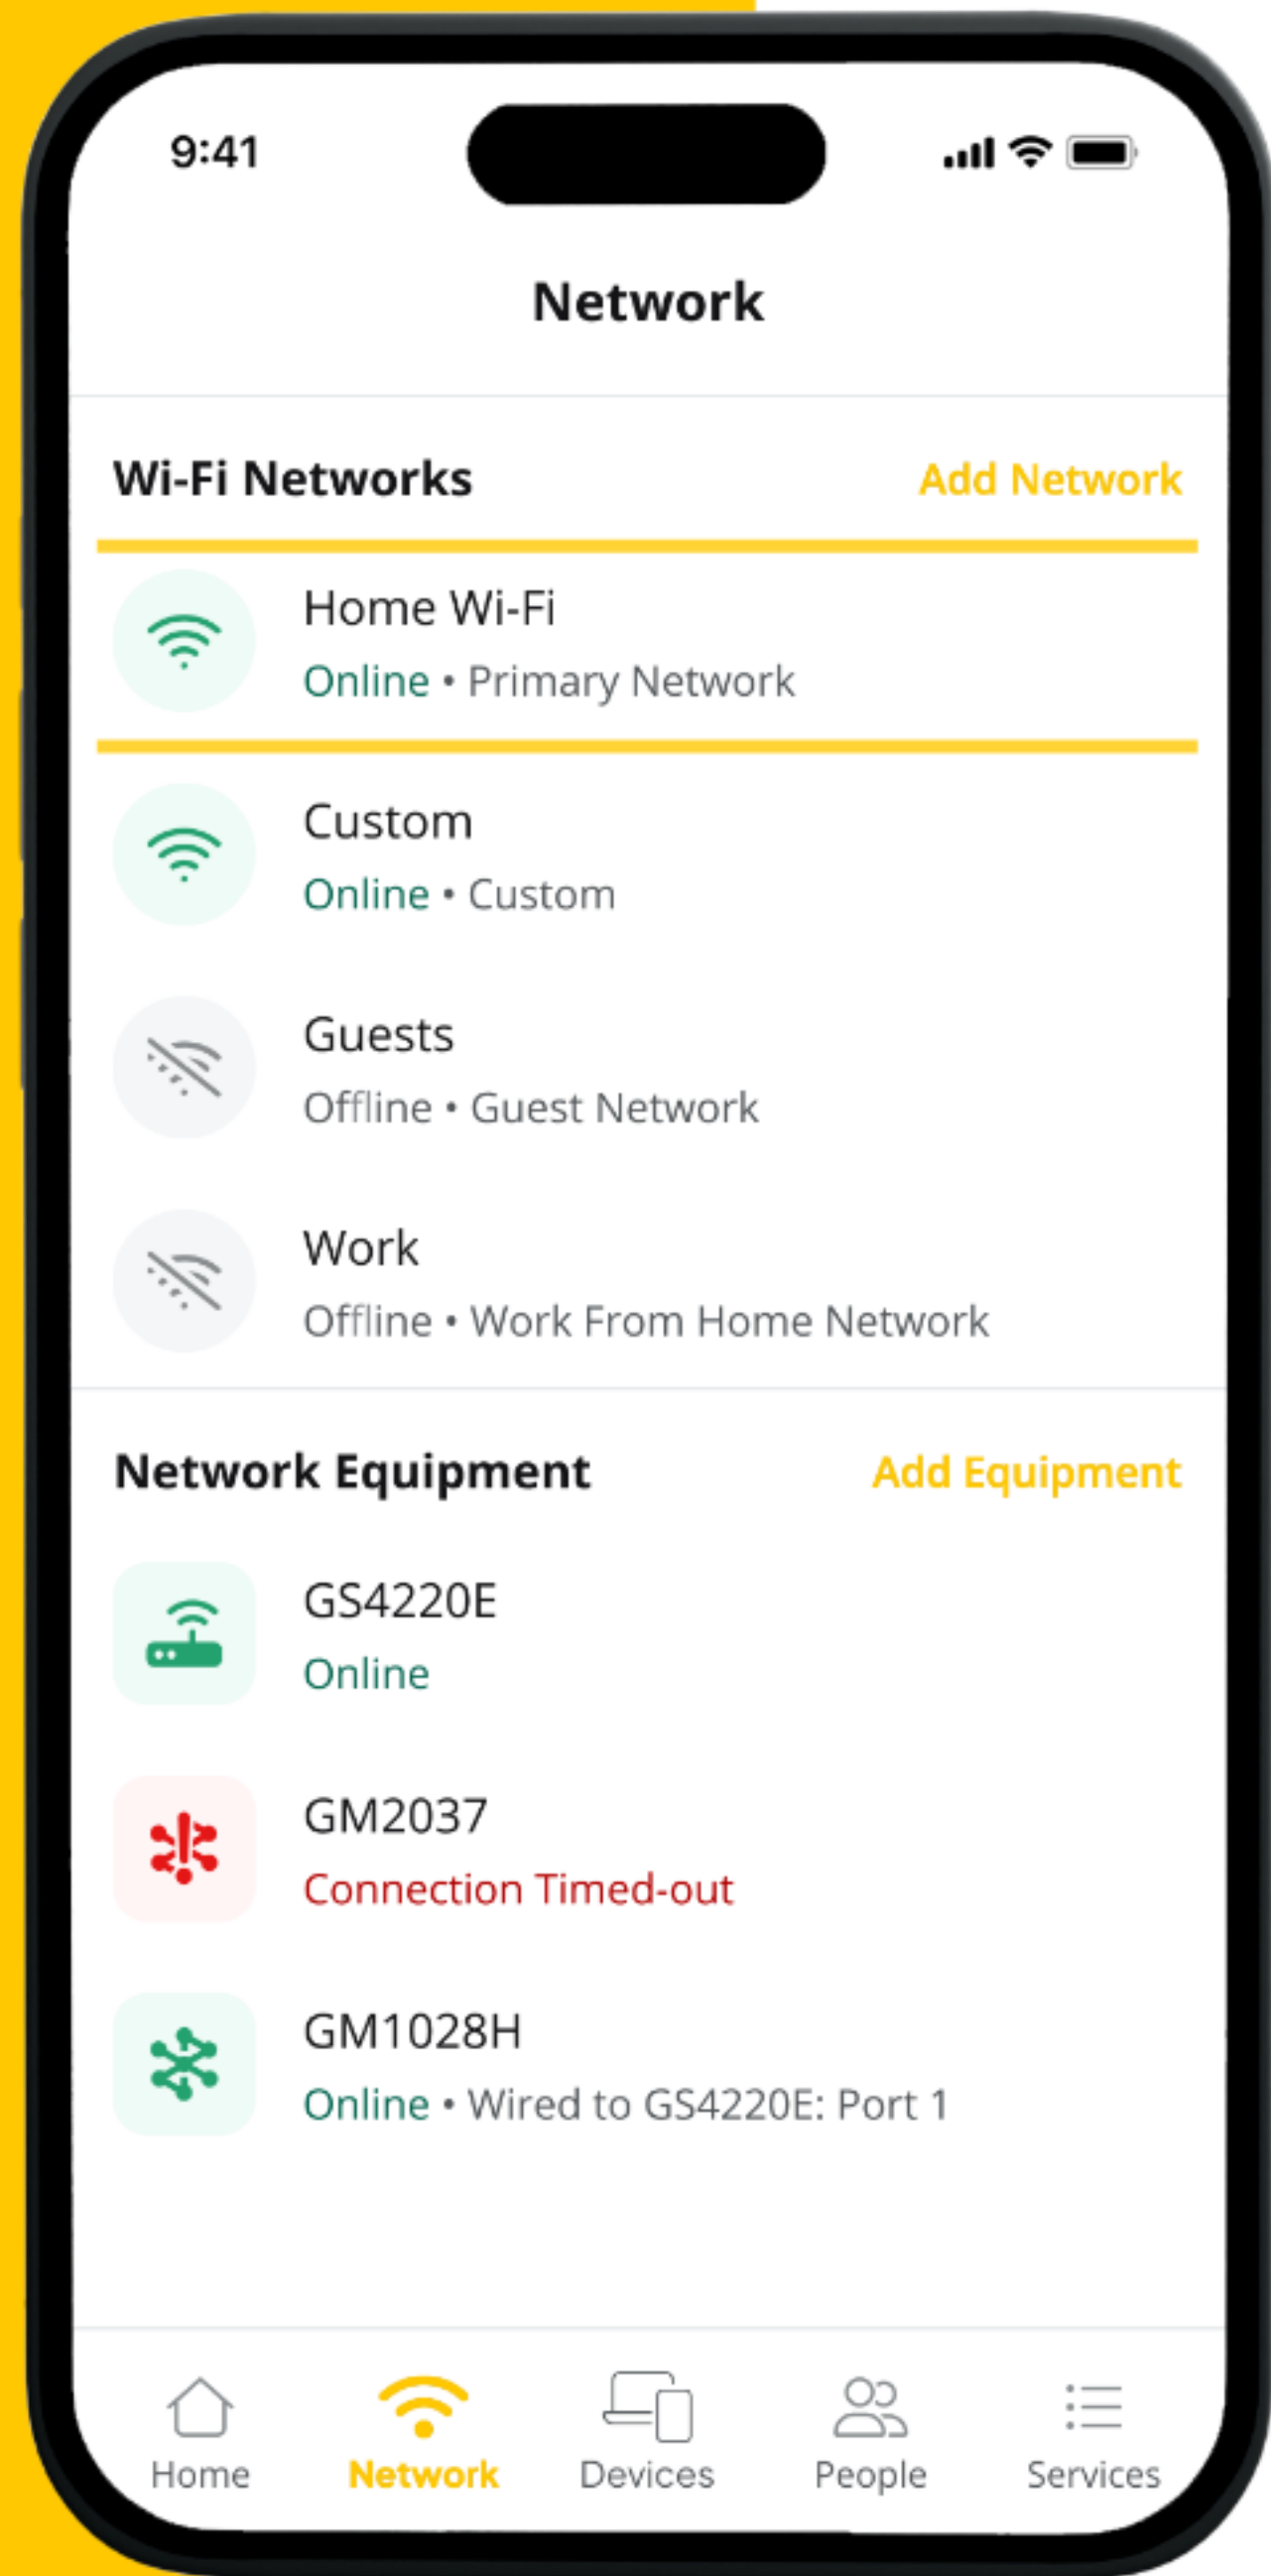 9:41
Network
Wi-Fi Networks
Add Network
Home Wi-Fi
Online • Primary Network
Custom
Online • Custom
Guests
Offline • Guest Network
Work
Offline • Work From Home Network
Network Equipment
Add Equipment
GS4220E
Online
GM2037
Connection Timed-out
GM1028H
Online • Wired to GS4220E: Port 1
Home
Network
Devices
People
Services